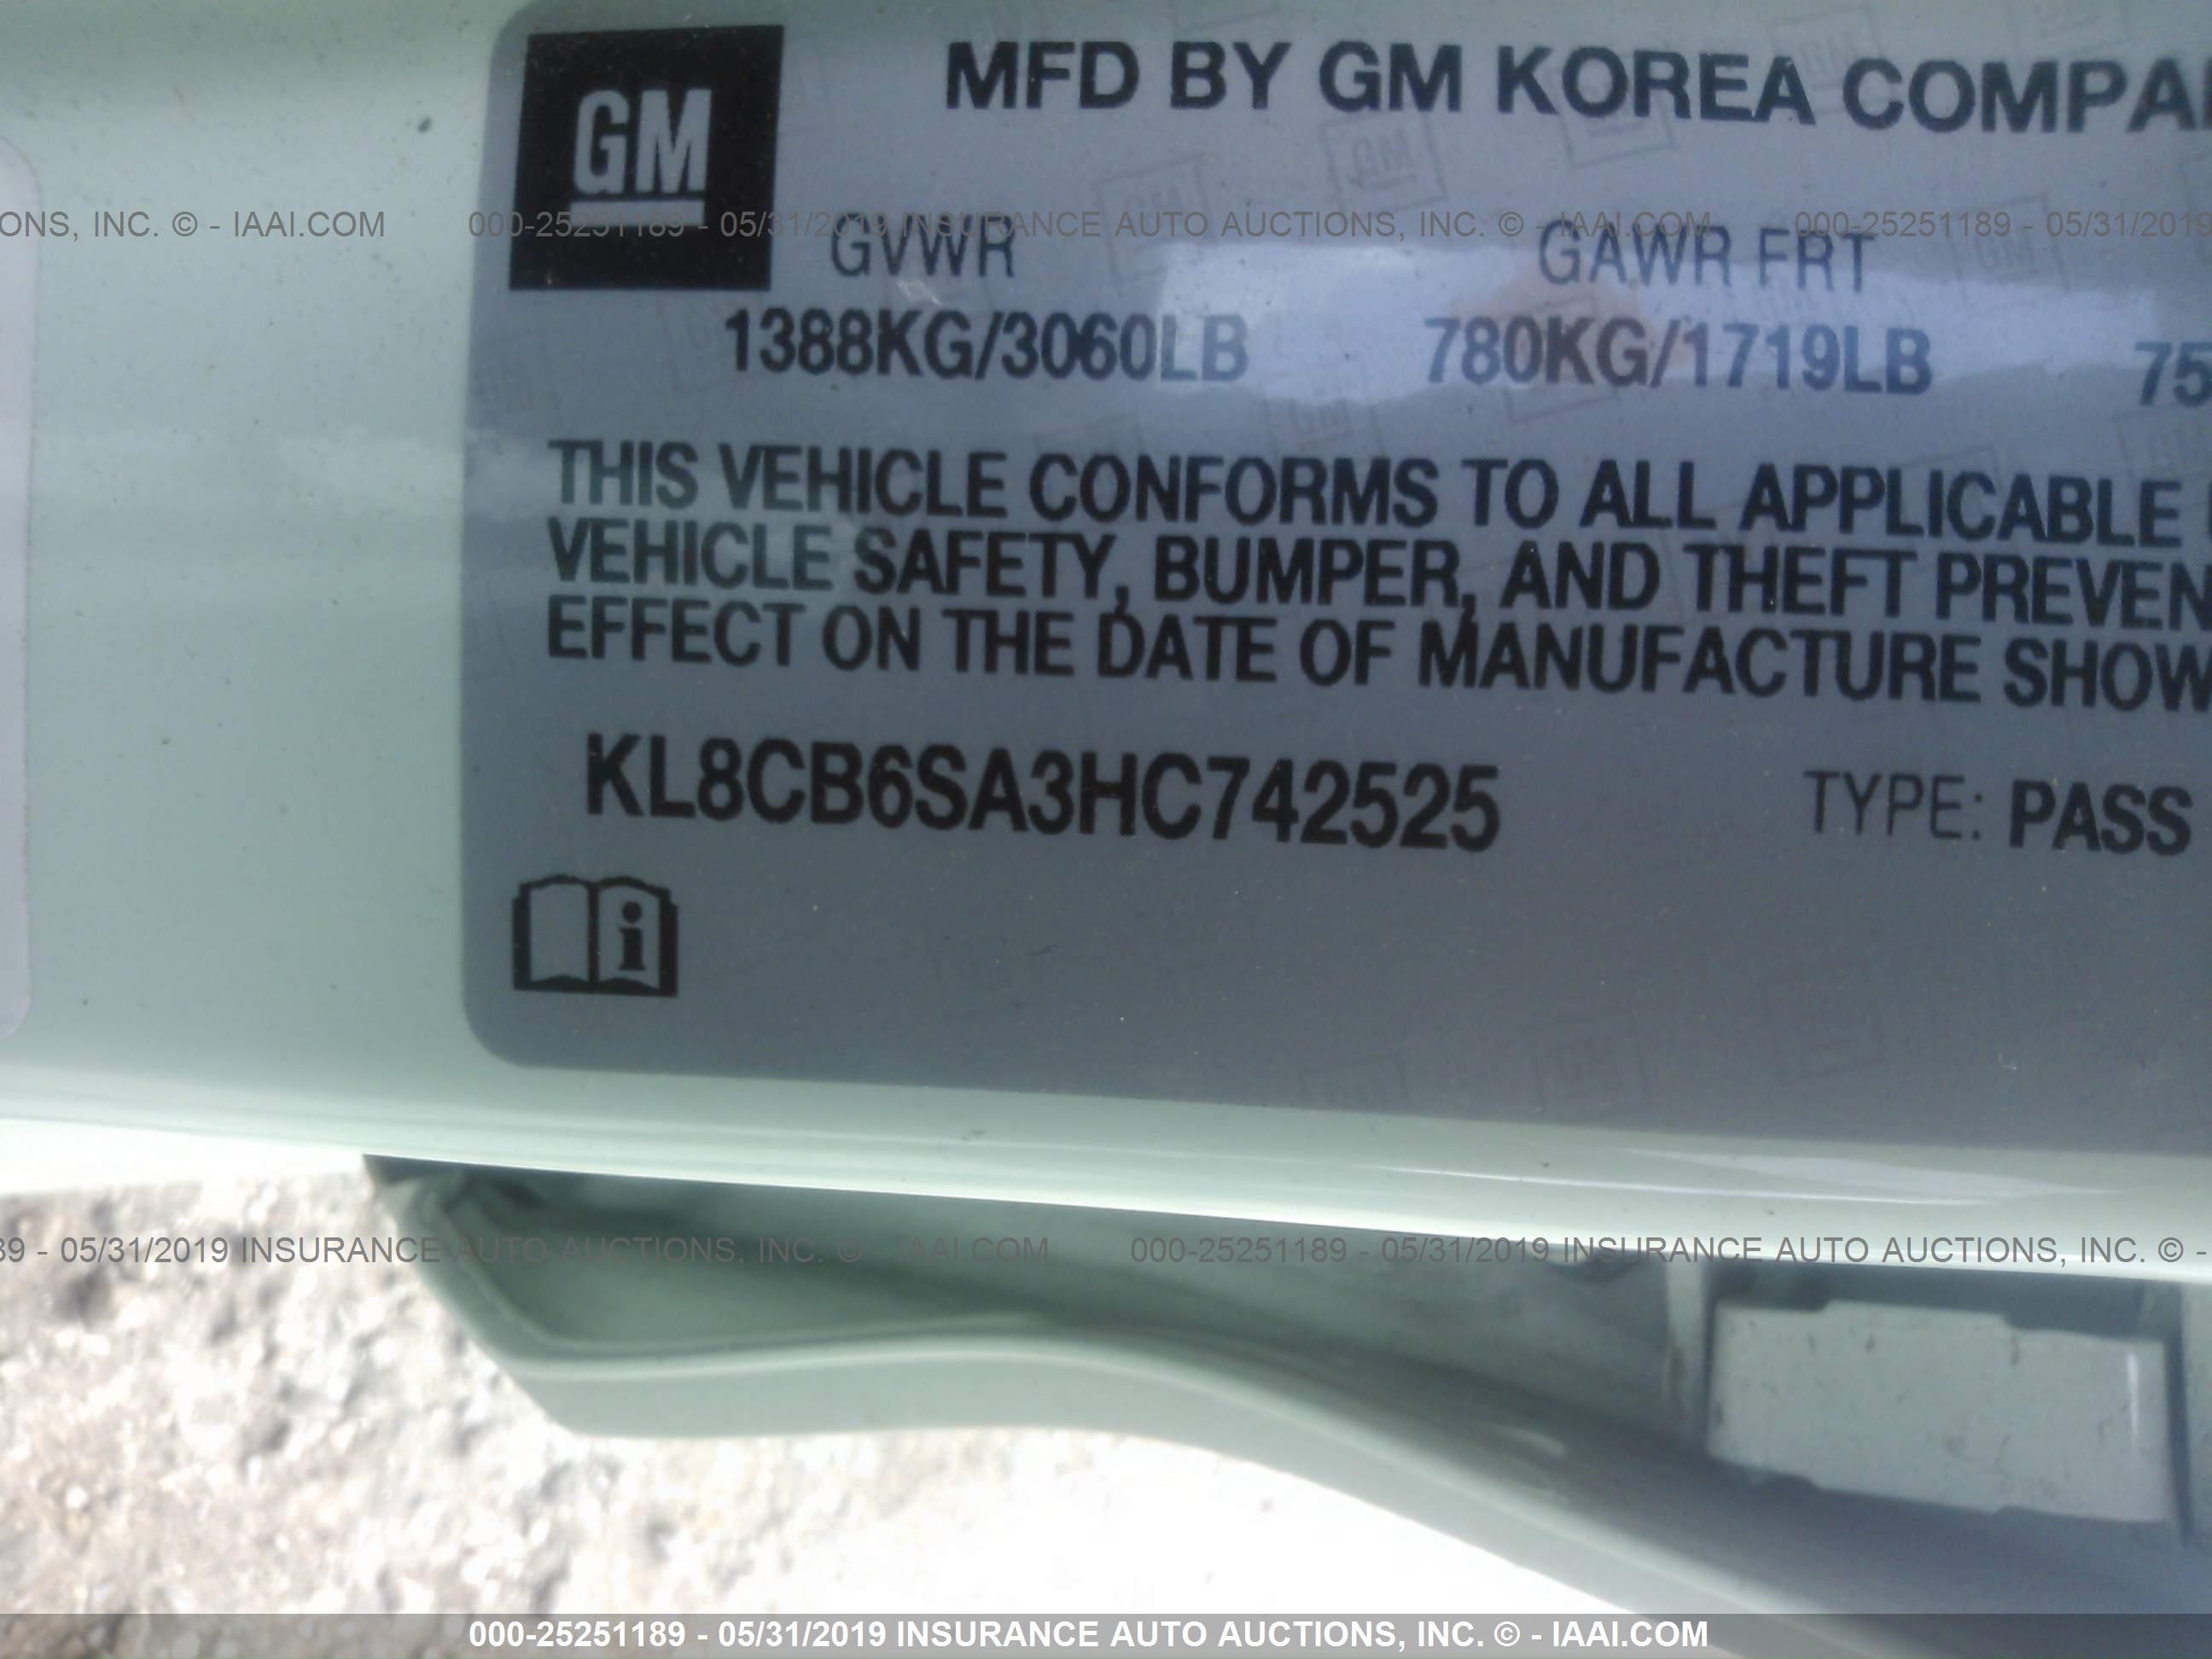 GM
MFD BY GM KOREA COMPA
ONS, INC. © - IAAI.COM 000-25251189 - 05/31/2019 INSURANCE AUTO AUCTIONS, INC. © - IAAI.COM 000-25251189 - 05/31/2019
GVWR GAWR FRT
1388KG/3060LB 780KG/1719LB 75
THIS VEHICLE CONFORMS TO ALL APPLICABLE
VEHICLE SAFETY, BUMPER, AND THEFT PREVEN
EFFECT ON THE DATE OF MANUFACTURE SHOW
KL8CB6SA3HC742525 TYPE: PASS
i
89 - 05/31/2019 INSURANCE AUTO AUCTIONS, INC. © - IAAI.COM 000-25251189 - 05/31/2019 INSURANCE AUTO AUCTIONS, INC. © -
000-25251189 - 05/31/2019 INSURANCE AUTO AUCTIONS, INC. © - IAAI.COM